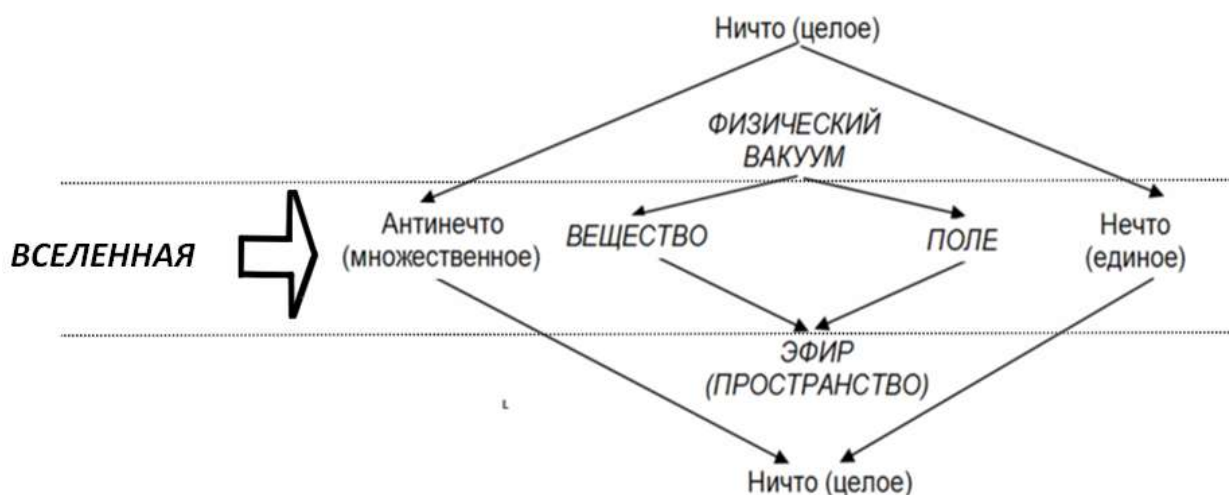 Ничто (целое)
ФИЗИЧЕСКИЙ
ВАКУУМ
ВСЕЛЕННАЯ
Антинечто
(множественное)
ВЕЩЕСТВО
ПОЛЕ
Нечто
(единое)
ЭФИР
(ПРОСТРАНСТВО)
L
Ничто (целое)